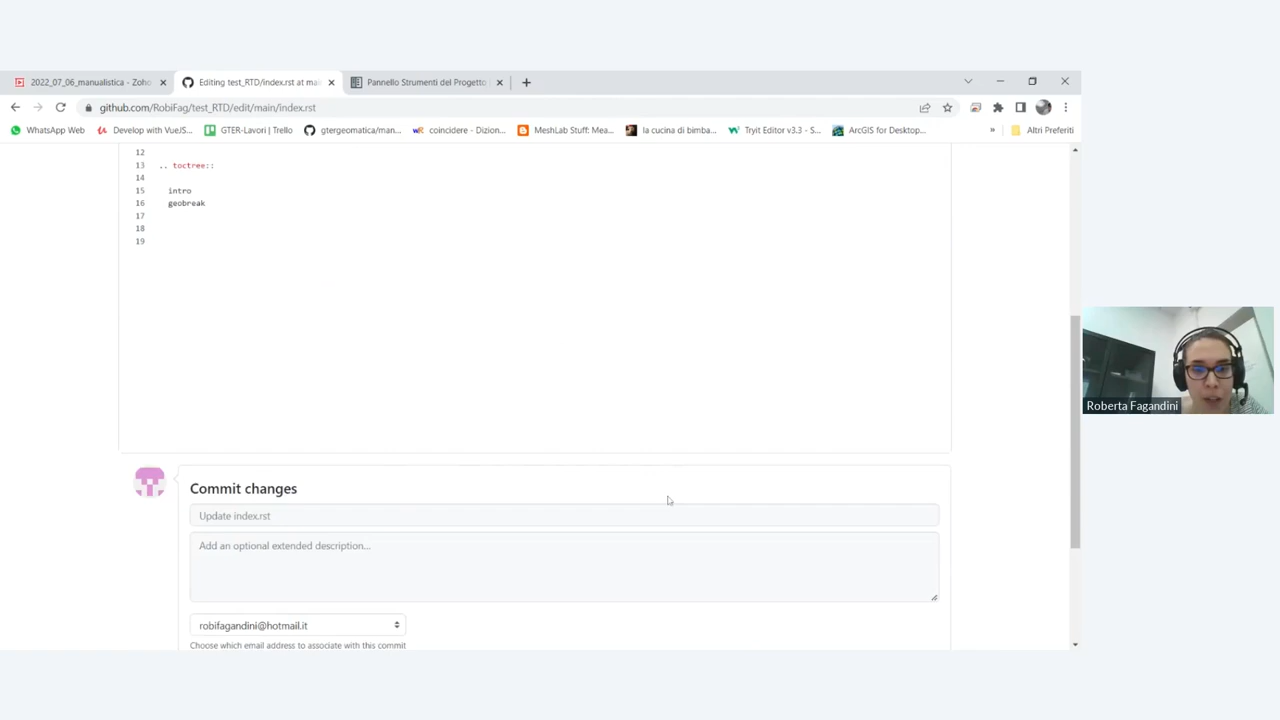 2022_07_06_manualistica - Zoho
Editing test_RTD/index.rst at mai
Pannello Strumenti del Progetto
github.com/RobiFag/test_RTD/edit/main/index.rst
WhatsApp Web
Develop with VueJS...
GTER-Lavori | Trello
gtergeomatica/man...
coincidere - Dizion...
MeshLab Stuff: Mea...
la cucina di bimba...
Tryit Editor v3.3 - S...
ArcGIS for Desktop...
»
Altri Preferiti
12
13 .. toctree::
14
15 intro
16 geobreak
17
18
19
Roberta Fagandini
Commit changes
Update index.rst
Add an optional extended description...
robifagandini@hotmail.it
Choose which email address to associate with this commit